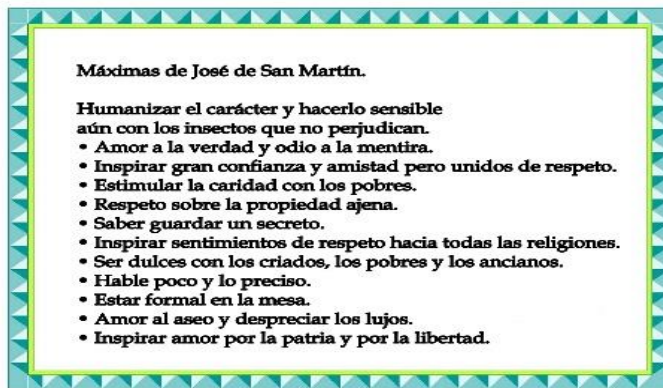 Máximas de José de San Martín.
Humanizar el carácter y hacerlo sensible
aún con los insectos que no perjudican.
• Amor a la verdad y odio a la mentira.
• Inspirar gran confianza y amistad pero unidos de respeto.
• Estimular la caridad con los pobres.
• Respeto sobre la propiedad ajena.
• Saber guardar un secreto.
• Inspirar sentimientos de respeto hacia todas las religiones.
• Ser dulces con los criados, los pobres y los ancianos.
• Hable poco y lo preciso.
• Estar formal en la mesa.
• Amor al aseo y despreciar los lujos.
• Inspirar amor por la patria y por la libertad.